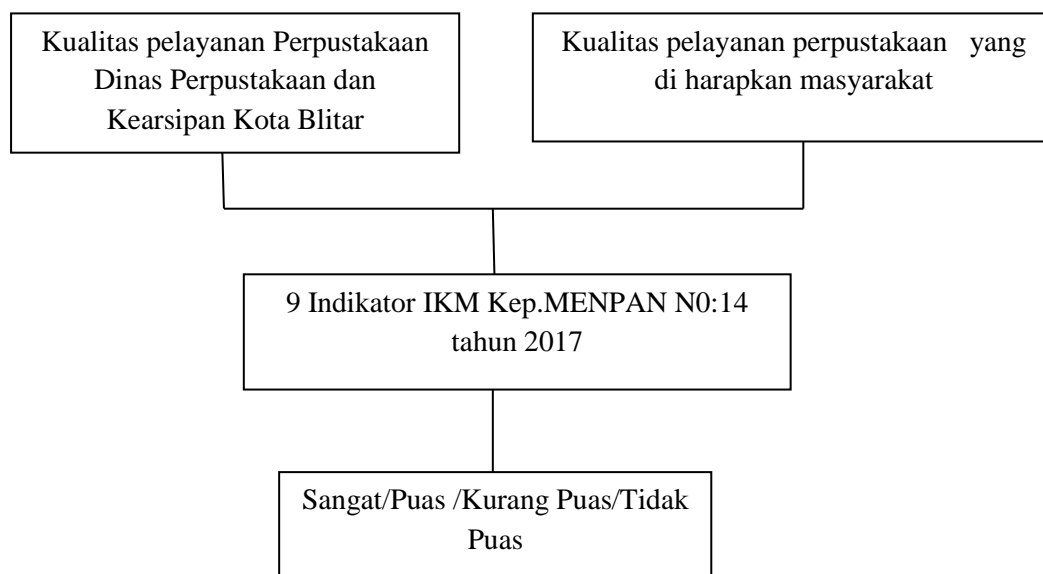 Kualitas pelayanan Perpustakaan
Dinas Perpustakaan dan
Kearsipan Kota Blitar
Kualitas pelayanan perpustakaan yang
di harapkan masyarakat
9 Indikator IKM Kep.MENPAN N0:14
tahun 2017
Sangat/Puas /Kurang Puas/Tidak
Puas